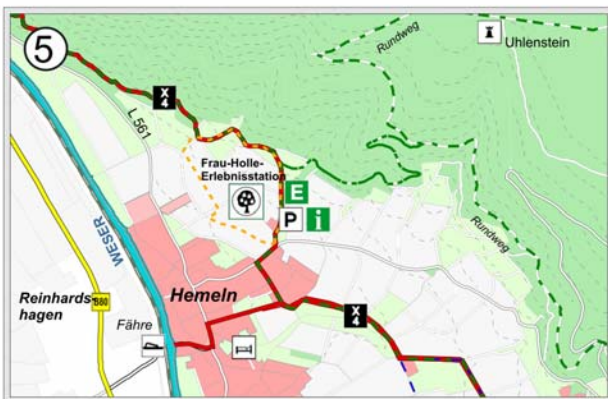 5
Rundweg
Uhlenstein
X
4
L 561
Frau-Holle-
Erlebnisstation
E
P
i
WESER
Rundweg
Reinhards-
hagen
B80
Hemeln
Fähre
X
4